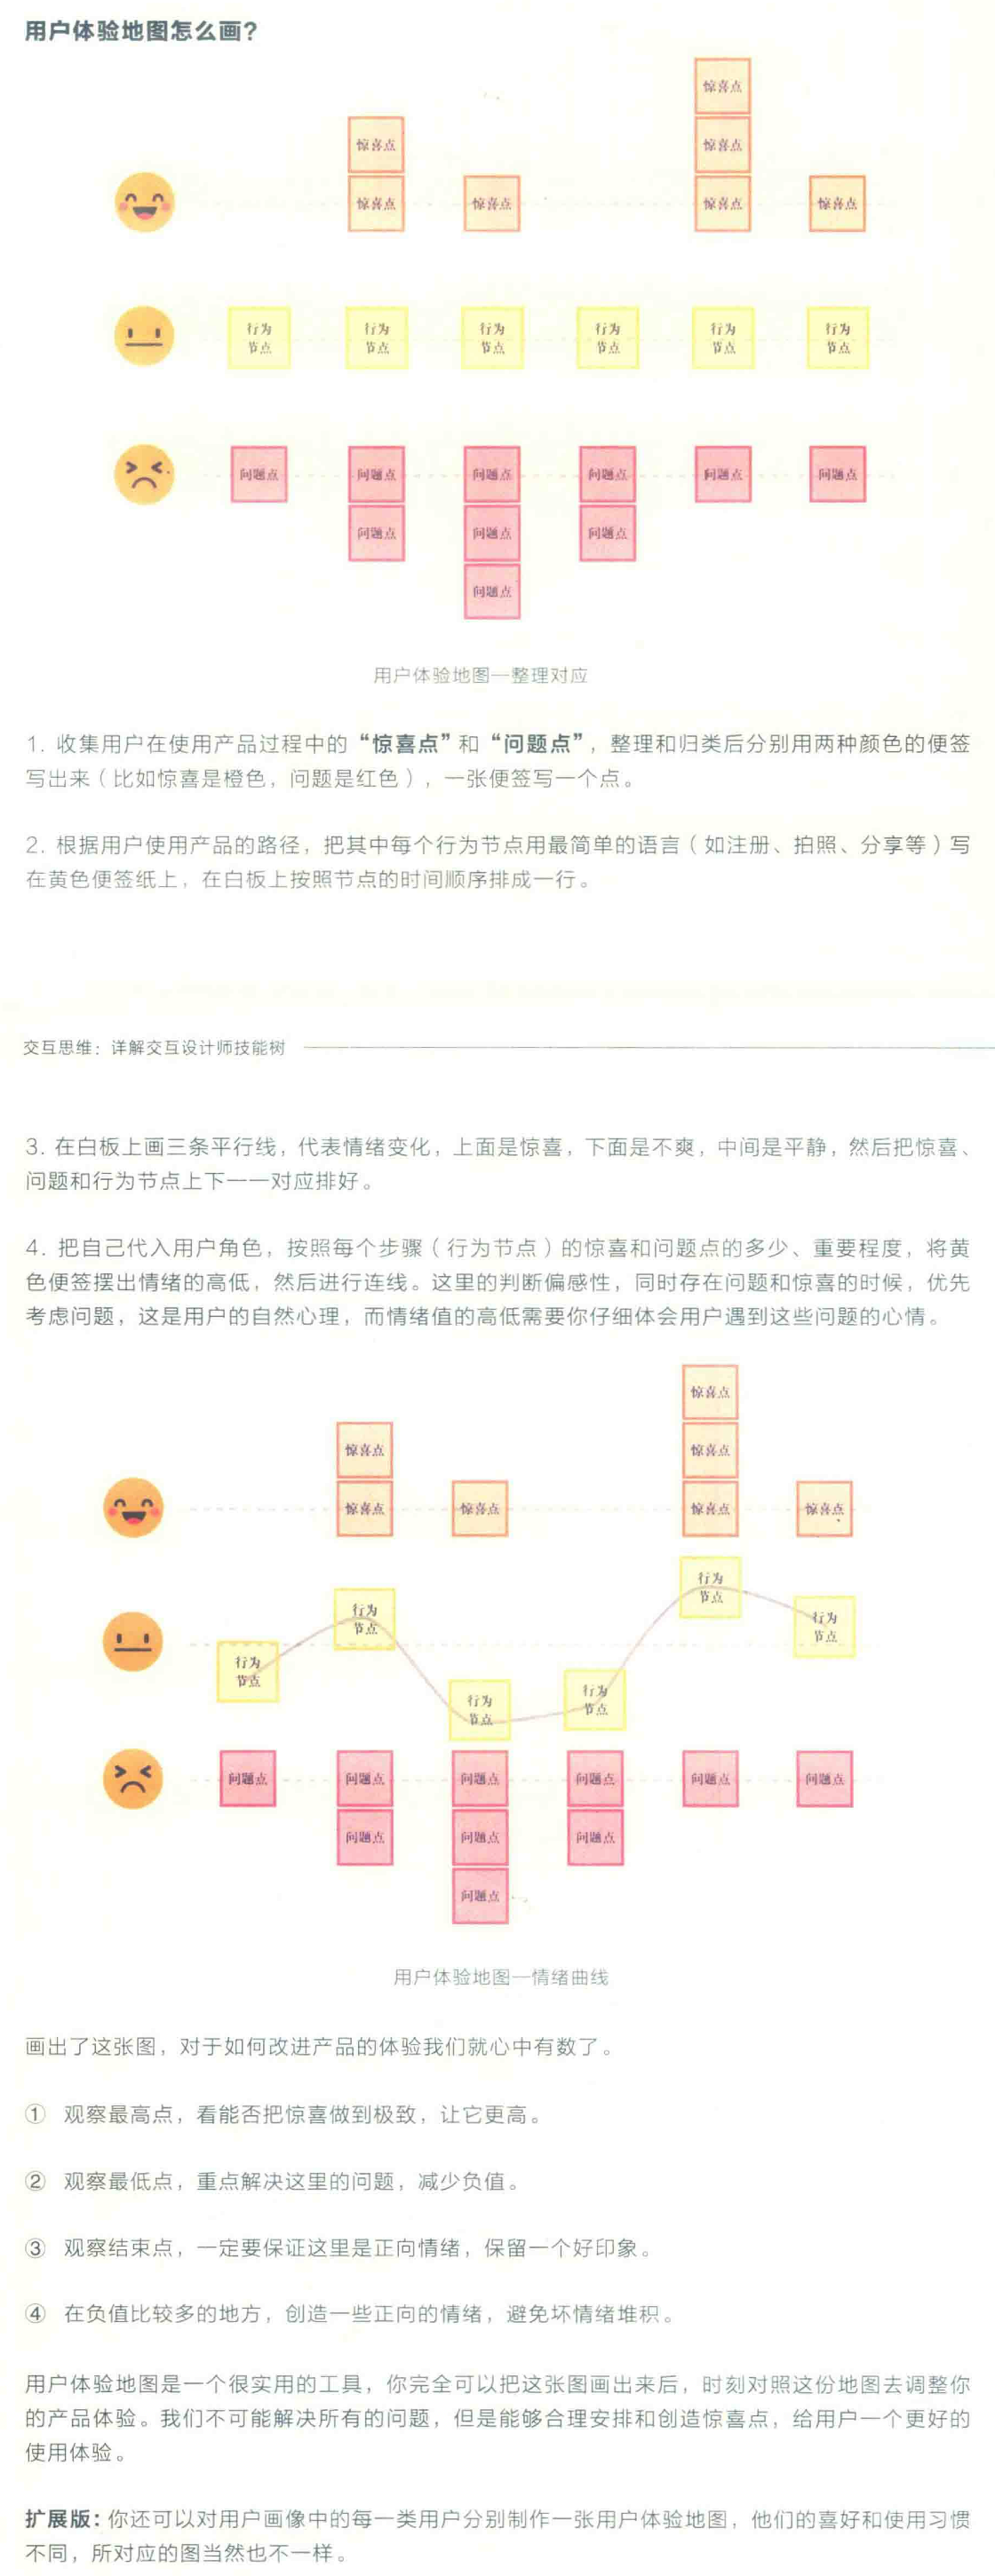 用户体验地图怎么画？
惊喜点
惊喜点
惊喜点
惊喜点
惊喜点
惊喜点
惊喜点
行为
节点
行为
节点
行为
节点
行为
节点
行为
节点
行为
节点
问题点
问题点
问题点
问题点
问题点
问题点
问题点
问题点
问题点
问题点
用户体验地图—整理对应
1. 收集用户在使用产品过程中的“惊喜点”和“问题点”，整理和归类后分别用两种颜色的便签
写出来（比如惊喜是橙色，问题是红色），一张便签写一个点。
2. 根据用户使用产品的路径，把其中每个行为节点用最简单的语言（如注册、拍照、分享等）写
在黄色便签纸上，在白板上按照节点的时间顺序排成一行。
交互思维：详解交互设计师技能树
3. 在白板上画三条平行线，代表情绪变化，上面是惊喜，下面是不爽，中间是平静，然后把惊喜、
问题和行为节点上下一一对应排好。
4. 把自己代入用户角色，按照每个步骤（行为节点）的惊喜和问题点的多少、重要程度，将黄
色便签摆出情绪的高低，然后进行连线。这里的判断偏感性，同时存在问题和惊喜的时候，优先
考虑问题，这是用户的自然心理，而情绪值的高低需要你仔细体会用户遇到这些问题的心情。
惊喜点
惊喜点
惊喜点
惊喜点
惊喜点
惊喜点
惊喜点
行为
节点
行为
节点
行为
节点
行为
节点
行为
节点
行为
节点
问题点
问题点
问题点
问题点
问题点
问题点
问题点
问题点
问题点
问题点
用户体验地图—情绪曲线
画出了这张图，对于如何改进产品的体验我们就心中有数了。
① 观察最高点，看能否把惊喜做到极致，让它更高。
② 观察最低点，重点解决这里的问题，减少负值。
③ 观察结束点，一定要保证这里是正向情绪，保留一个好印象。
④ 在负值比较多的地方，创造一些正向的情绪，避免坏情绪堆积。
用户体验地图是一个很实用的工具，你完全可以把这张图画出来后，时刻对照这份地图去调整你
的产品体验。我们不可能解决所有的问题，但是能够合理安排和创造惊喜点，给用户一个更好的
使用体验。
扩展版：你还可以对用户画像中的每一类用户分别制作一张用户体验地图，他们的喜好和使用习惯
不同，所对应的图当然也不一样。